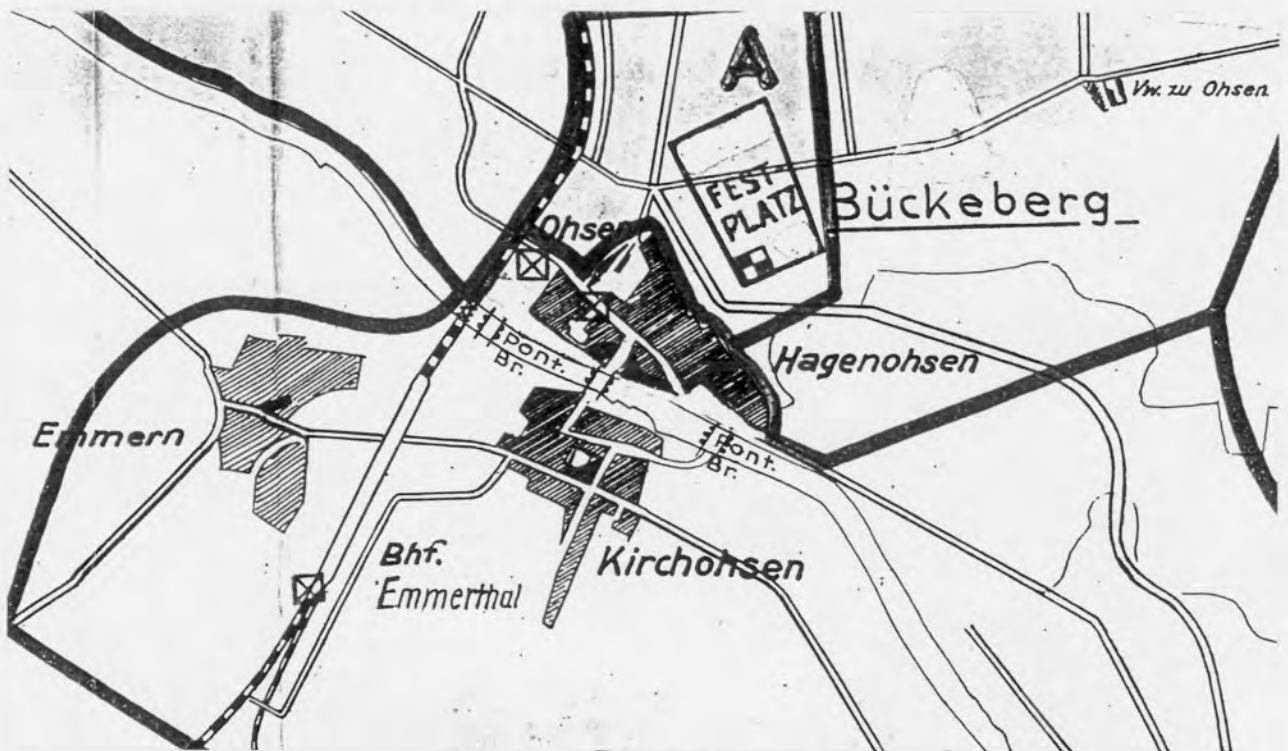 A
Vw. zu Ohsen
FEST
PLATZ
Bückeberg
Ohsen
Pont.
Br.
Hagenohsen
Emmern
Pont.
Br.
Bhf.
Emmerthal
Kirchohsen